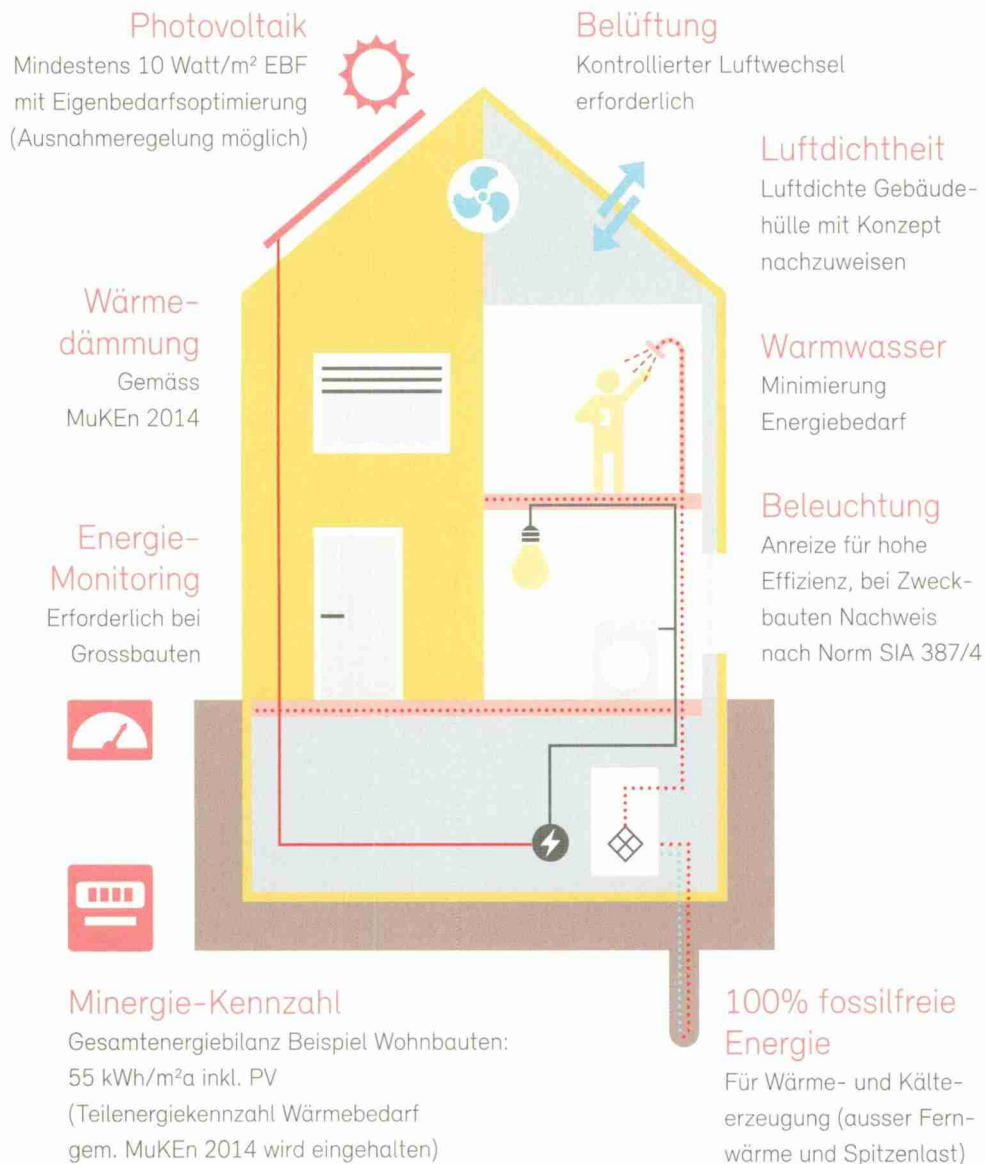 Photovoltaik
Mindestens 10 Watt/m² EBF
mit Eigenbedarfsoptimierung
(Ausnahmeregelung möglich)
Belüftung
Kontrollierter Luftwechsel
erforderlich
Luftdichtheit
Luftdichte Gebäude-
hülle mit Konzept
nachzuweisen
Wärme-
dämmung
Gemäss
MuKEn 2014
Warmwasser
Minimierung
Energiebedarf
Energie-
Monitoring
Erforderlich bei
Grossbauten
Beleuchtung
Anreize für hohe
Effizienz, bei Zweck-
bauten Nachweis
nach Norm SIA 387/4
Minergie-Kennzahl
Gesamtenergiebilanz Beispiel Wohnbauten:
55 kWh/m²a inkl. PV
(Teilenergiekennzahl Wärmebedarf
gem. MuKEn 2014 wird eingehalten)
100% fossilfreie
Energie
Für Wärme- und Kälte-
erzeugung (ausser Fern-
wärme und Spitzenlast)